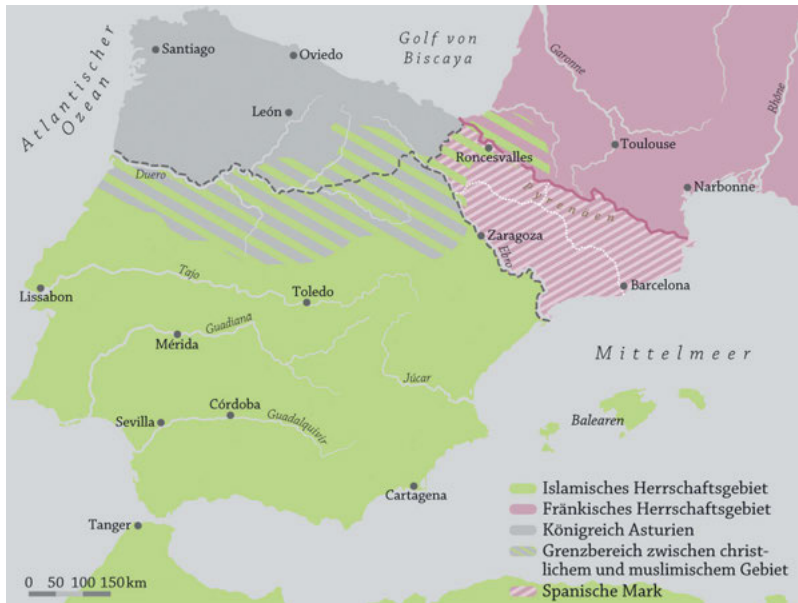 Santiago
Oviedo
Golf von
Biscaya
Atlantischer
Ozean
León
Garonne
Rhône
Toulouse
Roncesvalles
Duero
Pyrenäen
Narbonne
Zaragoza
Ebro
Tajo
Barcelona
Lissabon
Toledo
Guadiana
Mérida
Mittelmeer
Júcar
Córdoba
Sevilla
Guadalquivir
Balearen
Cartagena
Tanger
Islamisches Herrschaftsgebiet
Fränkisches Herrschaftsgebiet
Königreich Asturien
Grenzbereich zwischen christ-
lichem und muslimischem Gebiet
Spanische Mark
0 50 100 150 km